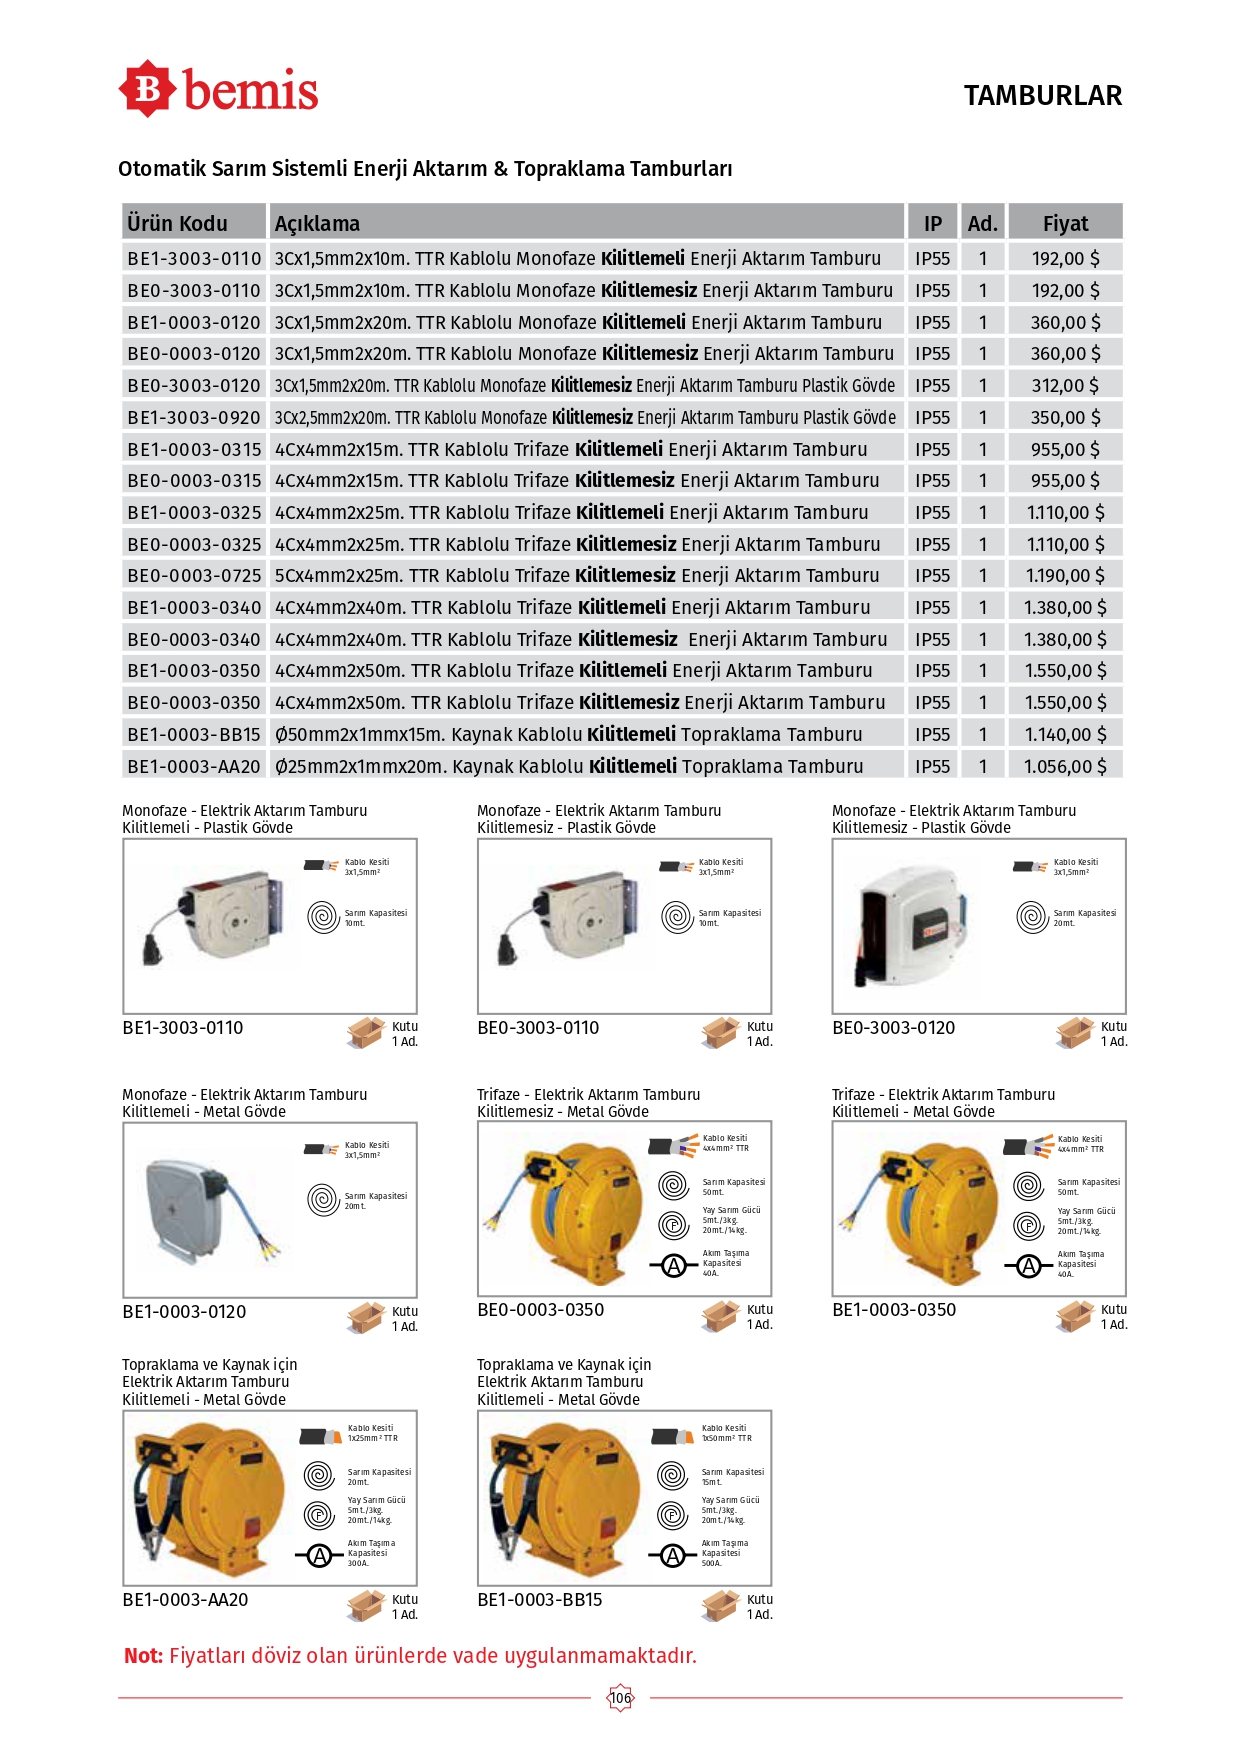 B bemis
TAMBURLAR
Otomatik Sarım Sistemli Enerji Aktarım & Topraklama Tamburları
Ürün Kodu Açıklama IP Ad. Fiyat
BE1-3003-0110 3Cx1,5mm2x10m. TTR Kablolu Monofaze Kilitlemeli Enerji Aktarım Tamburu IP55 1 192,00 $
BE0-3003-0110 3Cx1,5mm2x10m. TTR Kablolu Monofaze Kilitlemesiz Enerji Aktarım Tamburu IP55 1 192,00 $
BE1-0003-0120 3Cx1,5mm2x20m. TTR Kablolu Monofaze Kilitlemeli Enerji Aktarım Tamburu IP55 1 360,00 $
BE0-0003-0120 3Cx1,5mm2x20m. TTR Kablolu Monofaze Kilitlemesiz Enerji Aktarım Tamburu IP55 1 360,00 $
BE0-3003-0120 3Cx1,5mm2x20m. TTR Kablolu Monofaze Kilitlemesiz Enerji Aktarım Tamburu Plastik Gövde IP55 1 312,00 $
BE1-3003-0920 3Cx2,5mm2x20m. TTR Kablolu Monofaze Kilitlemesiz Enerji Aktarım Tamburu Plastik Gövde IP55 1 350,00 $
BE1-0003-0315 4Cx4mm2x15m. TTR Kablolu Trifaze Kilitlemeli Enerji Aktarım Tamburu IP55 1 955,00 $
BE0-0003-0315 4Cx4mm2x15m. TTR Kablolu Trifaze Kilitlemesiz Enerji Aktarım Tamburu IP55 1 955,00 $
BE1-0003-0325 4Cx4mm2x25m. TTR Kablolu Trifaze Kilitlemeli Enerji Aktarım Tamburu IP55 1 1.110,00 $
BE0-0003-0325 4Cx4mm2x25m. TTR Kablolu Trifaze Kilitlemesiz Enerji Aktarım Tamburu IP55 1 1.110,00 $
BE0-0003-0725 5Cx4mm2x25m. TTR Kablolu Trifaze Kilitlemesiz Enerji Aktarım Tamburu IP55 1 1.190,00 $
BE1-0003-0340 4Cx4mm2x40m. TTR Kablolu Trifaze Kilitlemeli Enerji Aktarım Tamburu IP55 1 1.380,00 $
BE0-0003-0340 4Cx4mm2x40m. TTR Kablolu Trifaze Kilitlemesiz Enerji Aktarım Tamburu IP55 1 1.380,00 $
BE1-0003-0350 4Cx4mm2x50m. TTR Kablolu Trifaze Kilitlemeli Enerji Aktarım Tamburu IP55 1 1.550,00 $
BE0-0003-0350 4Cx4mm2x50m. TTR Kablolu Trifaze Kilitlemesiz Enerji Aktarım Tamburu IP55 1 1.550,00 $
BE1-0003-BB15 Ø50mm2x1mmx15m. Kaynak Kablolu Kilitlemeli Topraklama Tamburu IP55 1 1.140,00 $
BE1-0003-AA20 Ø25mm2x1mmx20m. Kaynak Kablolu Kilitlemeli Topraklama Tamburu IP55 1 1.056,00 $
Monofaze - Elektrik Aktarım Tamburu
Kilitlemeli - Plastik Gövde
Kablo Kesiti
3x1,5mm²
Sarım Kapasitesi
10mt.
BE1-3003-0110
Kutu
1 Ad.
Monofaze - Elektrik Aktarım Tamburu
Kilitlemesiz - Plastik Gövde
Kablo Kesiti
3x1,5mm²
Sarım Kapasitesi
10mt.
BE0-3003-0110
Kutu
1 Ad.
Monofaze - Elektrik Aktarım Tamburu
Kilitlemesiz - Plastik Gövde
Kablo Kesiti
3x1,5mm²
Sarım Kapasitesi
20mt.
BE0-3003-0120
Kutu
1 Ad.
Monofaze - Elektrik Aktarım Tamburu
Kilitlemeli - Metal Gövde
Kablo Kesiti
3x1,5mm²
Sarım Kapasitesi
20mt.
BE1-0003-0120
Kutu
1 Ad.
Trifaze - Elektrik Aktarım Tamburu
Kilitlemesiz - Metal Gövde
Kablo Kesiti
4x4mm² TTR
Sarım Kapasitesi
50mt.
F
Yay Sarım Gücü
5mt./3kg.
20mt./14kg.
A
Akım Taşıma
Kapasitesi
40A.
BE0-0003-0350
Kutu
1 Ad.
Trifaze - Elektrik Aktarım Tamburu
Kilitlemeli - Metal Gövde
Kablo Kesiti
4x4mm² TTR
Sarım Kapasitesi
50mt.
F
Yay Sarım Gücü
5mt./3kg.
20mt./14kg.
A
Akım Taşıma
Kapasitesi
40A.
BE1-0003-0350
Kutu
1 Ad.
Topraklama ve Kaynak için
Elektrik Aktarım Tamburu
Kilitlemeli - Metal Gövde
Kablo Kesiti
1x25mm² TTR
Sarım Kapasitesi
20mt.
F
Yay Sarım Gücü
5mt./3kg.
20mt./14kg.
A
Akım Taşıma
Kapasitesi
300A.
BE1-0003-AA20
Kutu
1 Ad.
Topraklama ve Kaynak için
Elektrik Aktarım Tamburu
Kilitlemeli - Metal Gövde
Kablo Kesiti
1x50mm² TTR
Sarım Kapasitesi
15mt.
F
Yay Sarım Gücü
5mt./3kg.
20mt./14kg.
A
Akım Taşıma
Kapasitesi
500A.
BE1-0003-BB15
Kutu
1 Ad.
Not: Fiyatları döviz olan ürünlerde vade uygulanmamaktadır.
106